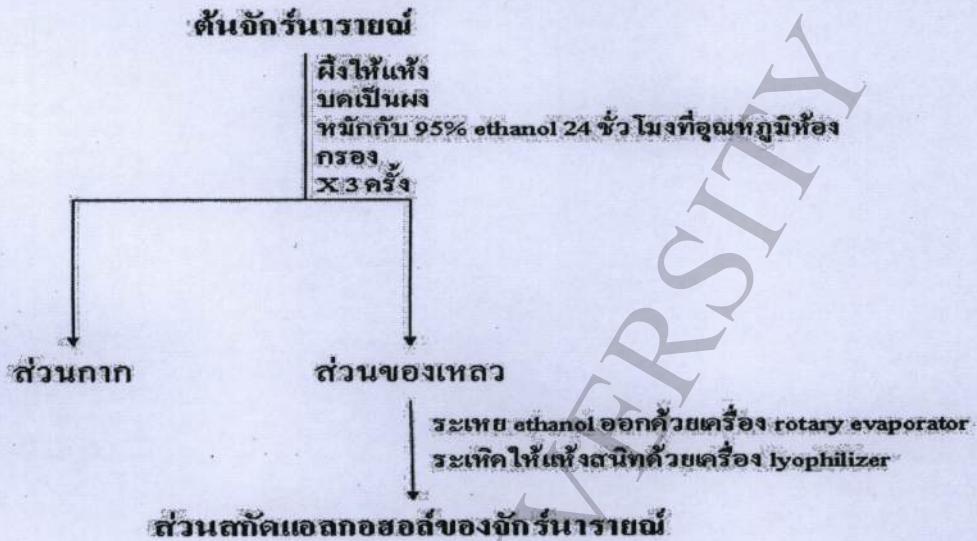 ต้นจักร์นารายณ์
ผึ่งให้แห้ง
บดเป็นผง
หมักกับ 95% ethanol 24 ชั่วโมงที่อุณหภูมิห้อง
กรอง
X 3 ครั้ง
ส่วนกาก
ส่วนของเหลว
ระเหย ethanol ออกด้วยเครื่อง rotary evaporator
ระเหิดให้แห้งสนิทด้วยเครื่อง lyophilizer
ส่วนสกัดแอลกอฮอล์ของจักร์นารายณ์
VERSITY